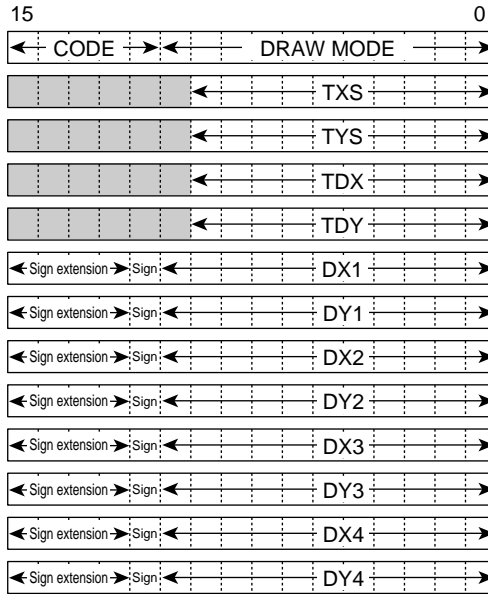 15 0
CODE DRAW MODE
TXS
TYS
TDX
TDY
Sign extension Sign DX1
Sign extension Sign DY1
Sign extension Sign DX2
Sign extension Sign DY2
Sign extension Sign DX3
Sign extension Sign DY3
Sign extension Sign DX4
Sign extension Sign DY4